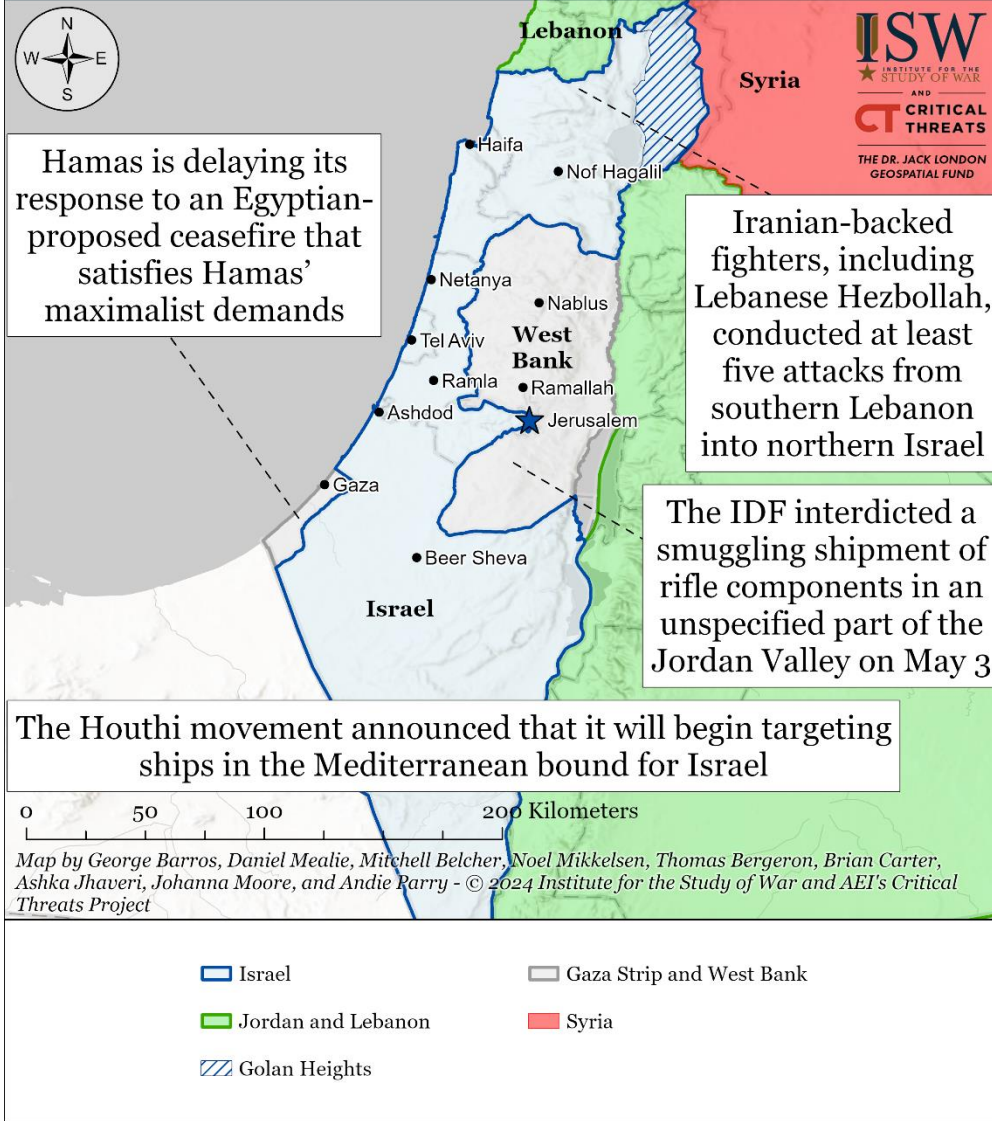 N
W
E
S
Lebanon
Syria
ISW
INSTITUTE FOR THE
STUDY OF WAR
AND
CT CRITICAL
THREATS
THE DR. JACK LONDON
GEOSPATIAL FUND
Haifa
Nof Hagalil
Hamas is delaying its
response to an Egyptian-
proposed ceasefire that
satisfies Hamas’
maximalist demands
Iranian-backed
fighters, including
Lebanese Hezbollah,
conducted at least
five attacks from
southern Lebanon
into northern Israel
Netanya
Nablus
West
Bank
Tel Aviv
Ramla
Ramallah
Ashdod
Jerusalem
Gaza
Beer Sheva
Israel
The IDF interdicted a
smuggling shipment of
rifle components in an
unspecified part of the
Jordan Valley on May 3
The Houthi movement announced that it will begin targeting
ships in the Mediterranean bound for Israel
0 50 100 200 Kilometers
Map by George Barros, Daniel Mealie, Mitchell Belcher, Noel Mikkelsen, Thomas Bergeron, Brian Carter,
Ashka Jhaveri, Johanna Moore, and Andie Parry - © 2024 Institute for the Study of War and AEI's Critical
Threats Project
Israel
Gaza Strip and West Bank
Jordan and Lebanon
Syria
Golan Heights